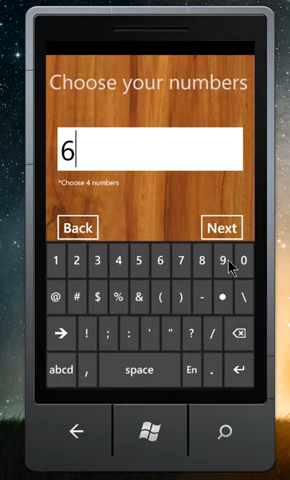 Choose your numbers
6
*Choose 4 numbers
Back Next
1 2 3 4 5 6 7 8 9 0
@ # $ % & ( ) - \
! ; : ' " ? /
abcd , space En .